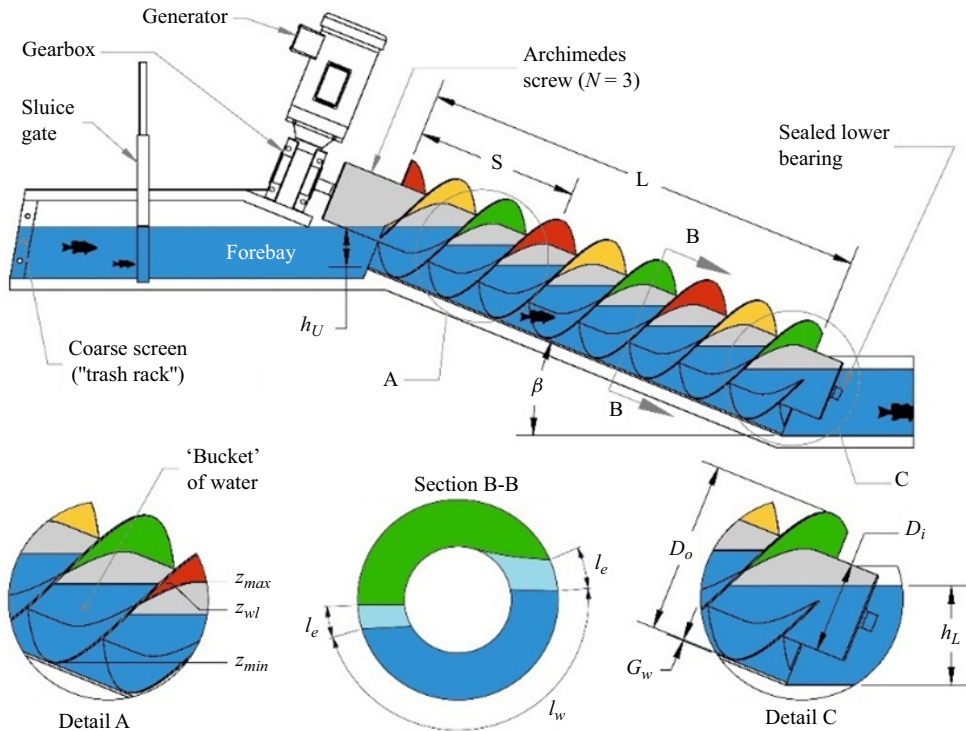 Generator
Gearbox
Sluice
gate
Archimedes
screw (N = 3)
Sealed lower
bearing
S
L
B
Forebay
h_U
Coarse screen
("trash rack")
A
β
B
C
'Bucket'
of water
z_max
z_wl
z_min
Detail A
Section B-B
l_e
l_e
l_w
D_o
D_i
h_L
G_w
Detail C